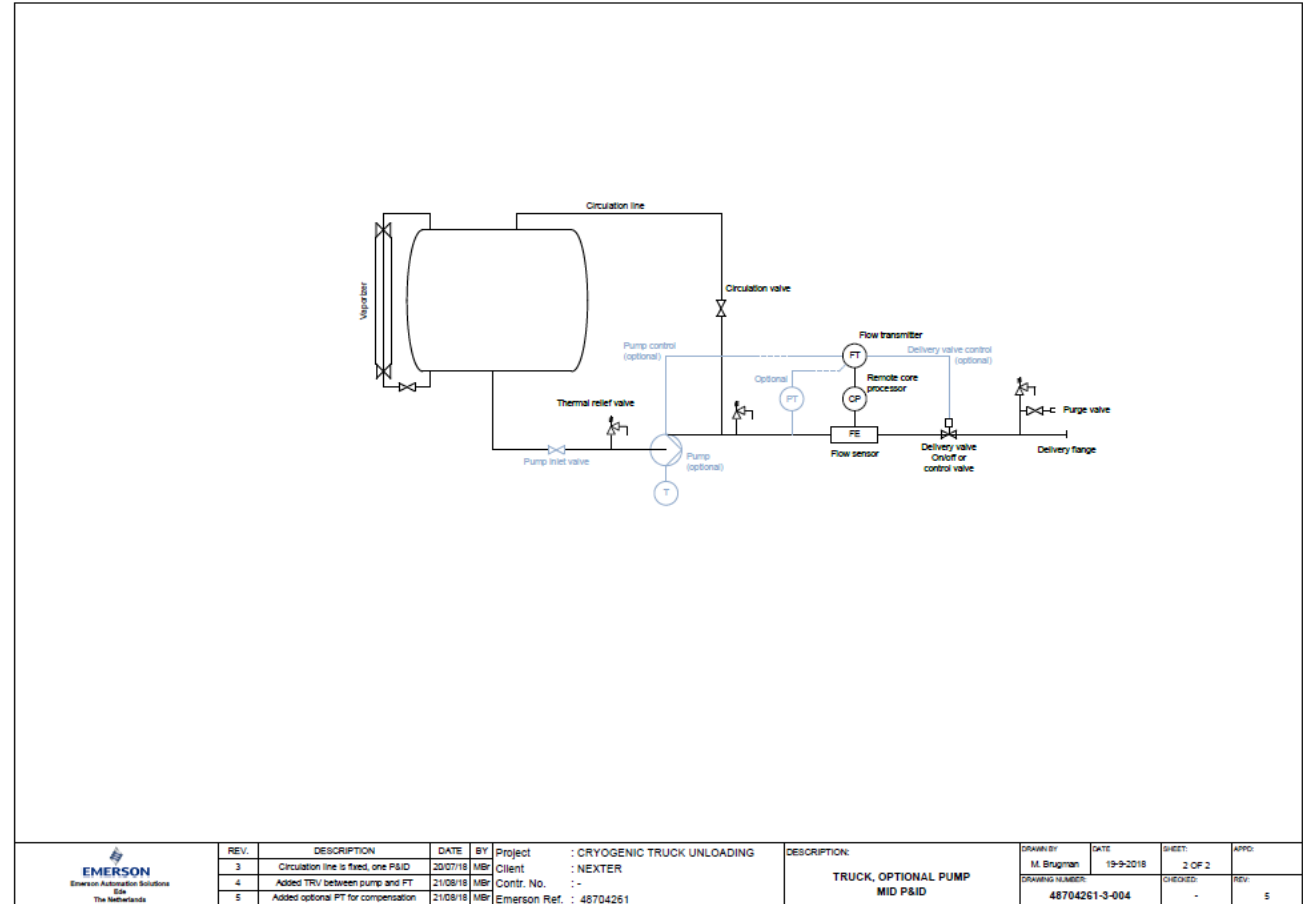 Circulation line
Vaporizer
Circulation valve
Flow transmitter
Pump control
(optional)
FT
Delivery valve control
(optional)
Optional
Remote core
processor
PT
CP
Thermal relief valve
Purge valve
FE
Pump inlet valve
Pump
(optional)
Flow sensor
Delivery valve
On/off or
control valve
Delivery flange
T
EMERSON
Emerson Automation Solutions
Ede
The Netherlands
REV. DESCRIPTION DATE BY
3 Circulation line is fixed, one P&ID 20/07/18 MBr
4 Added TRV between pump and FT 21/08/18 MBr
5 Added optional PT for compensation 21/08/18 MBr
Project : CRYOGENIC TRUCK UNLOADING
Client : NEXTER
Contr. No. : -
Emerson Ref. : 48704261
DESCRIPTION:
TRUCK, OPTIONAL PUMP
MID P&ID
DRAWN BY DATE SHEET: APPD:
M. Brugman 19-9-2018 2 OF 2
DRAWING NUMBER: CHECKED: REV:
48704261-3-004 - 5